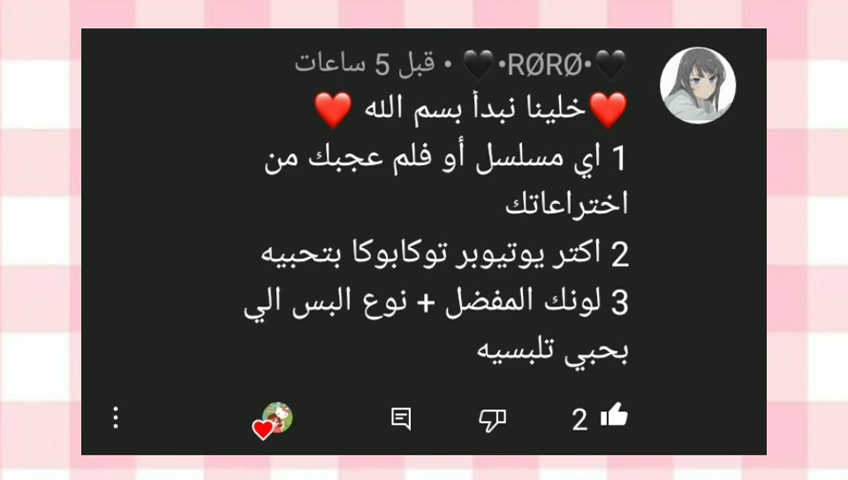 🖤•RØRØ•🖤 • قبل 5 ساعات
❤️خلينا نبدأ بسم الله ❤️
1 اي مسلسل أو فلم عجبك من
اختراعاتك
2 اكتر يوتيوبر توكابوكا بتحبيه
3 لونك المفضل + نوع البس الي
بحبي تلبسيه
2